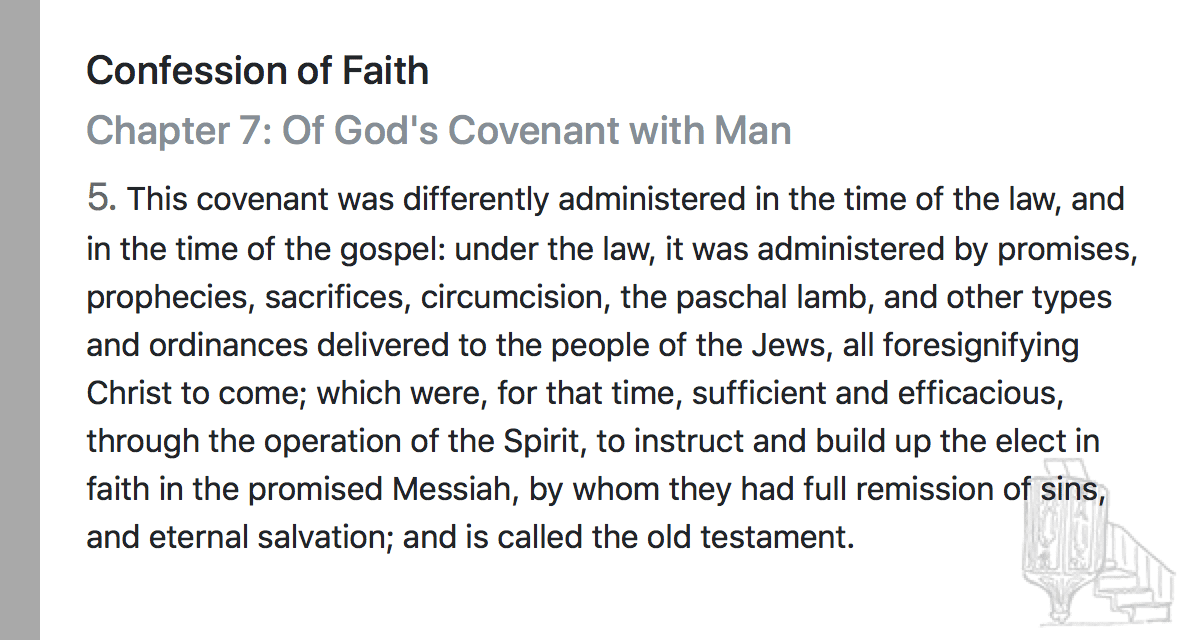 Confession of Faith
Chapter 7: Of God's Covenant with Man
5. This covenant was differently administered in the time of the law, and
in the time of the gospel: under the law, it was administered by promises,
prophecies, sacrifices, circumcision, the paschal lamb, and other types
and ordinances delivered to the people of the Jews, all foresignifying
Christ to come; which were, for that time, sufficient and efficacious,
through the operation of the Spirit, to instruct and build up the elect in
faith in the promised Messiah, by whom they had full remission of sins,
and eternal salvation; and is called the old testament.